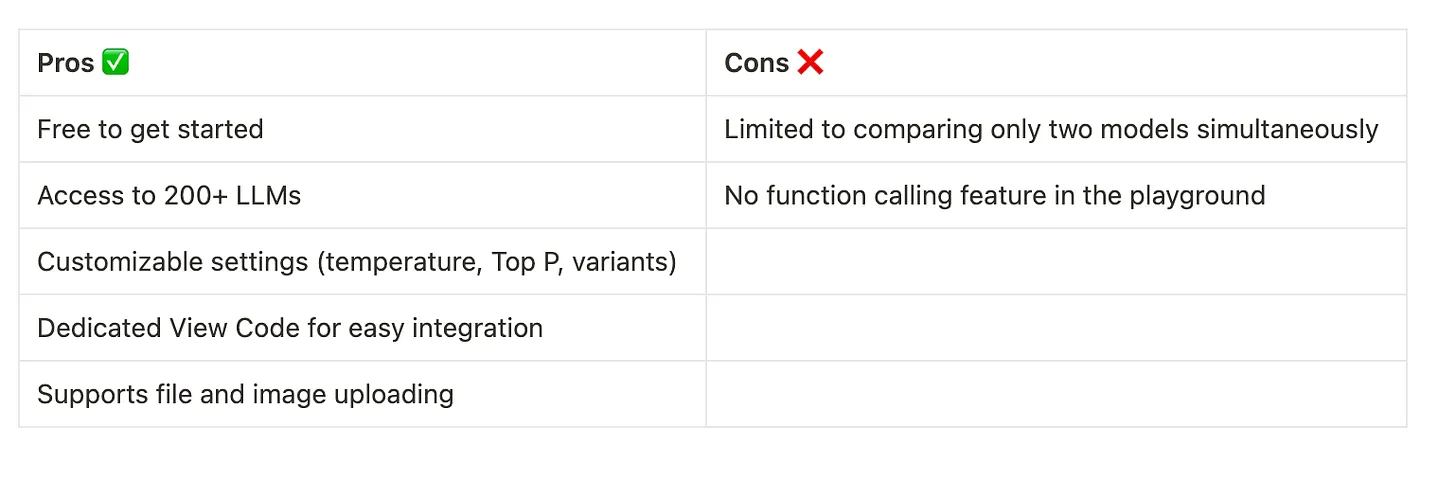 Pros ✅
Cons ❌
Free to get started
Limited to comparing only two models simultaneously
Access to 200+ LLMs
No function calling feature in the playground
Customizable settings (temperature, Top P, variants)
Dedicated View Code for easy integration
Supports file and image uploading